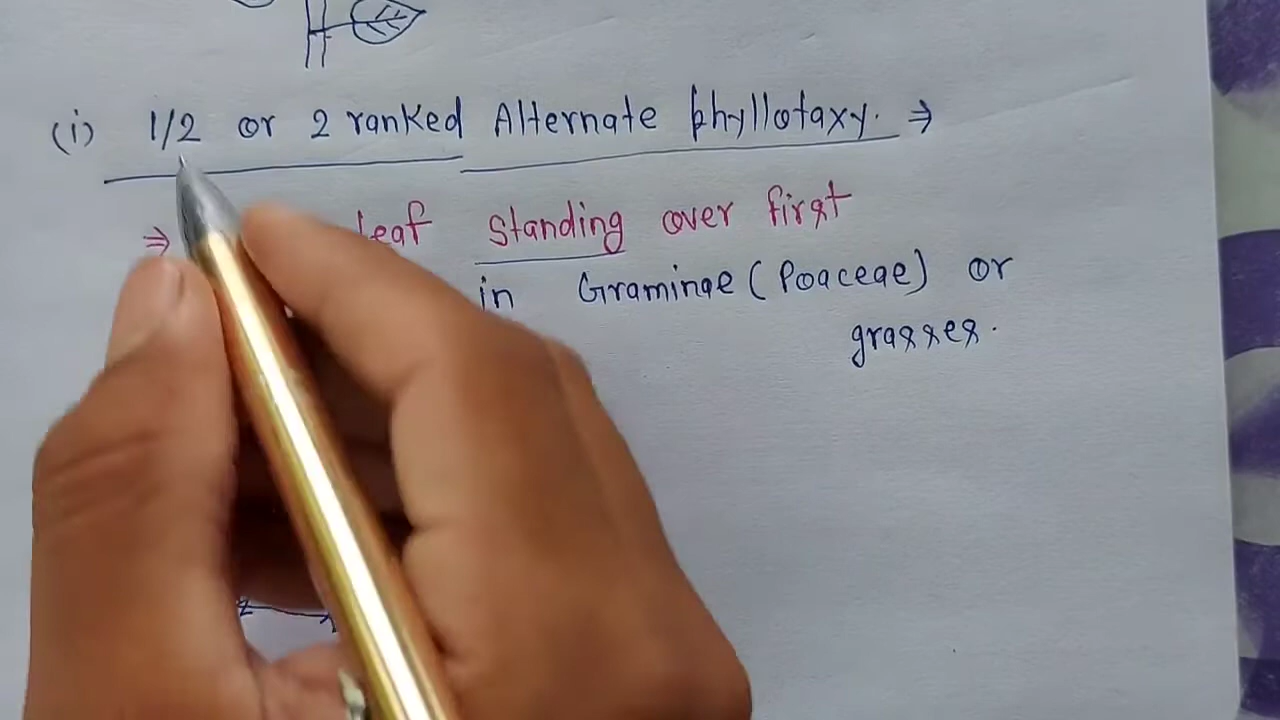 (i) 1/2 or 2 ranked Alternate phyllotaxy. ⇒
⇒ leaf standing over first
in Graminae (Poaceae) or
grasses.